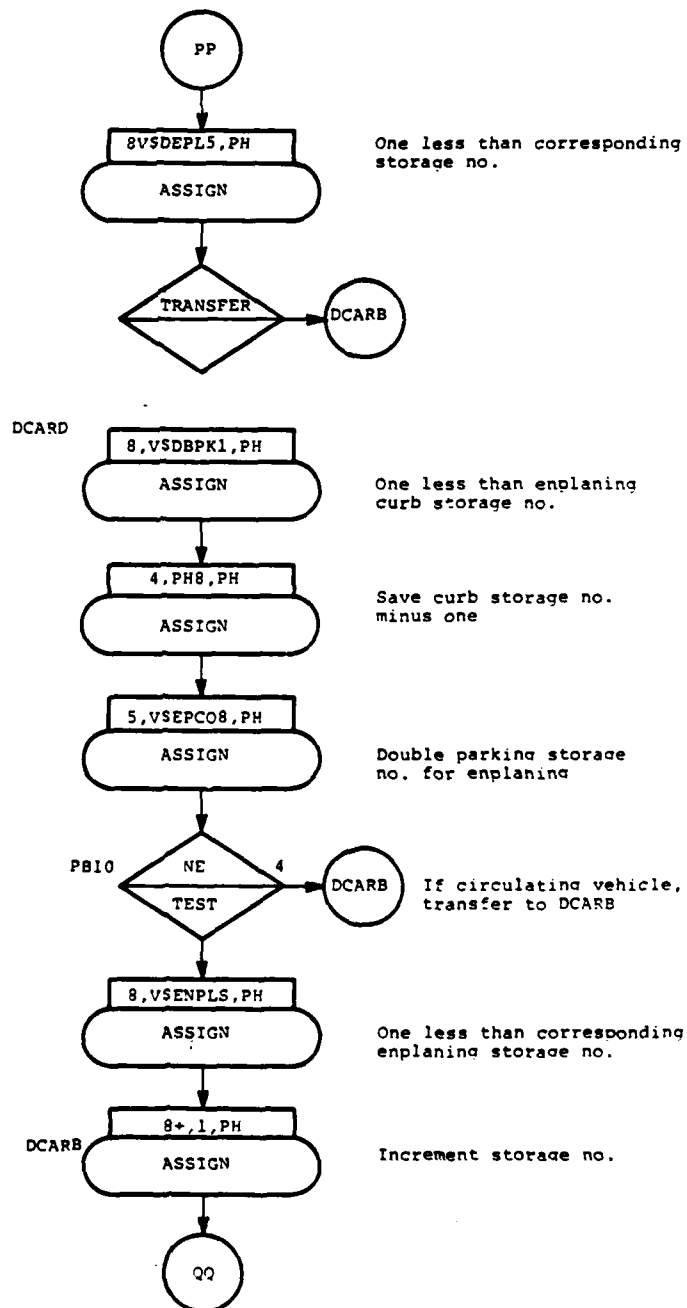 PP
8V$DEPL5,PH
ASSIGN
One less than corresponding
storage no.
TRANSFER
DCARB
DCARD
8,V$DBPK1,PH
ASSIGN
One less than enplaning
curb storage no.
4,PH8,PH
ASSIGN
Save curb storage no.
minus one
5,V$EPCO8,PH
ASSIGN
Double parking storage
no. for enplaning
PB10
NE
4
TEST
DCARB
If circulating vehicle,
transfer to DCARB
8,V$ENPLS,PH
ASSIGN
One less than corresponding
enplaning storage no.
8+,1,PH
DCARB
ASSIGN
Increment storage no.
QQ